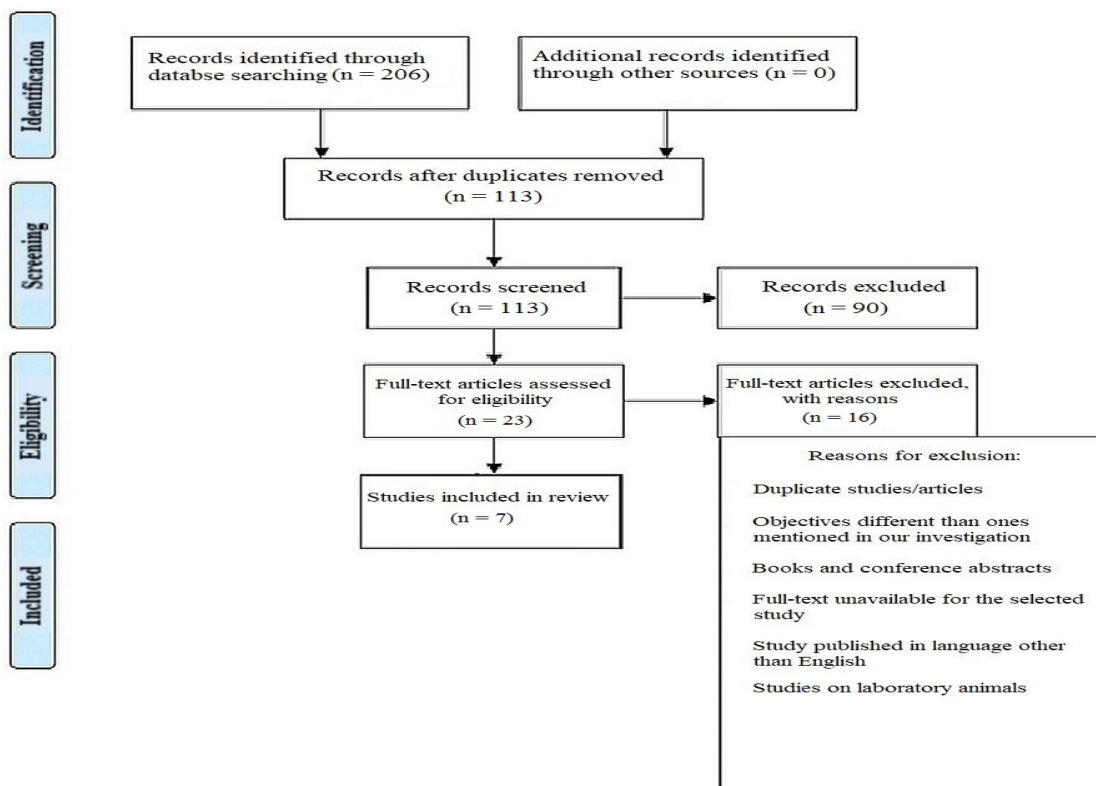 Identification
Records identified through
databse searching (n = 206)
Additional records identified
through other sources (n = 0)
Records after duplicates removed
(n = 113)
Screening
Records screened
(n = 113)
Records excluded
(n = 90)
Eligibility
Full-text articles assessed
for eligibility
(n = 23)
Full-text articles excluded,
with reasons
(n = 16)
Reasons for exclusion:
Duplicate studies/articles
Objectives different than ones
mentioned in our investigation
Books and conference abstracts
Full-text unavailable for the selected
study
Study published in language other
than English
Studies on laboratory animals
Included
Studies included in review
(n = 7)